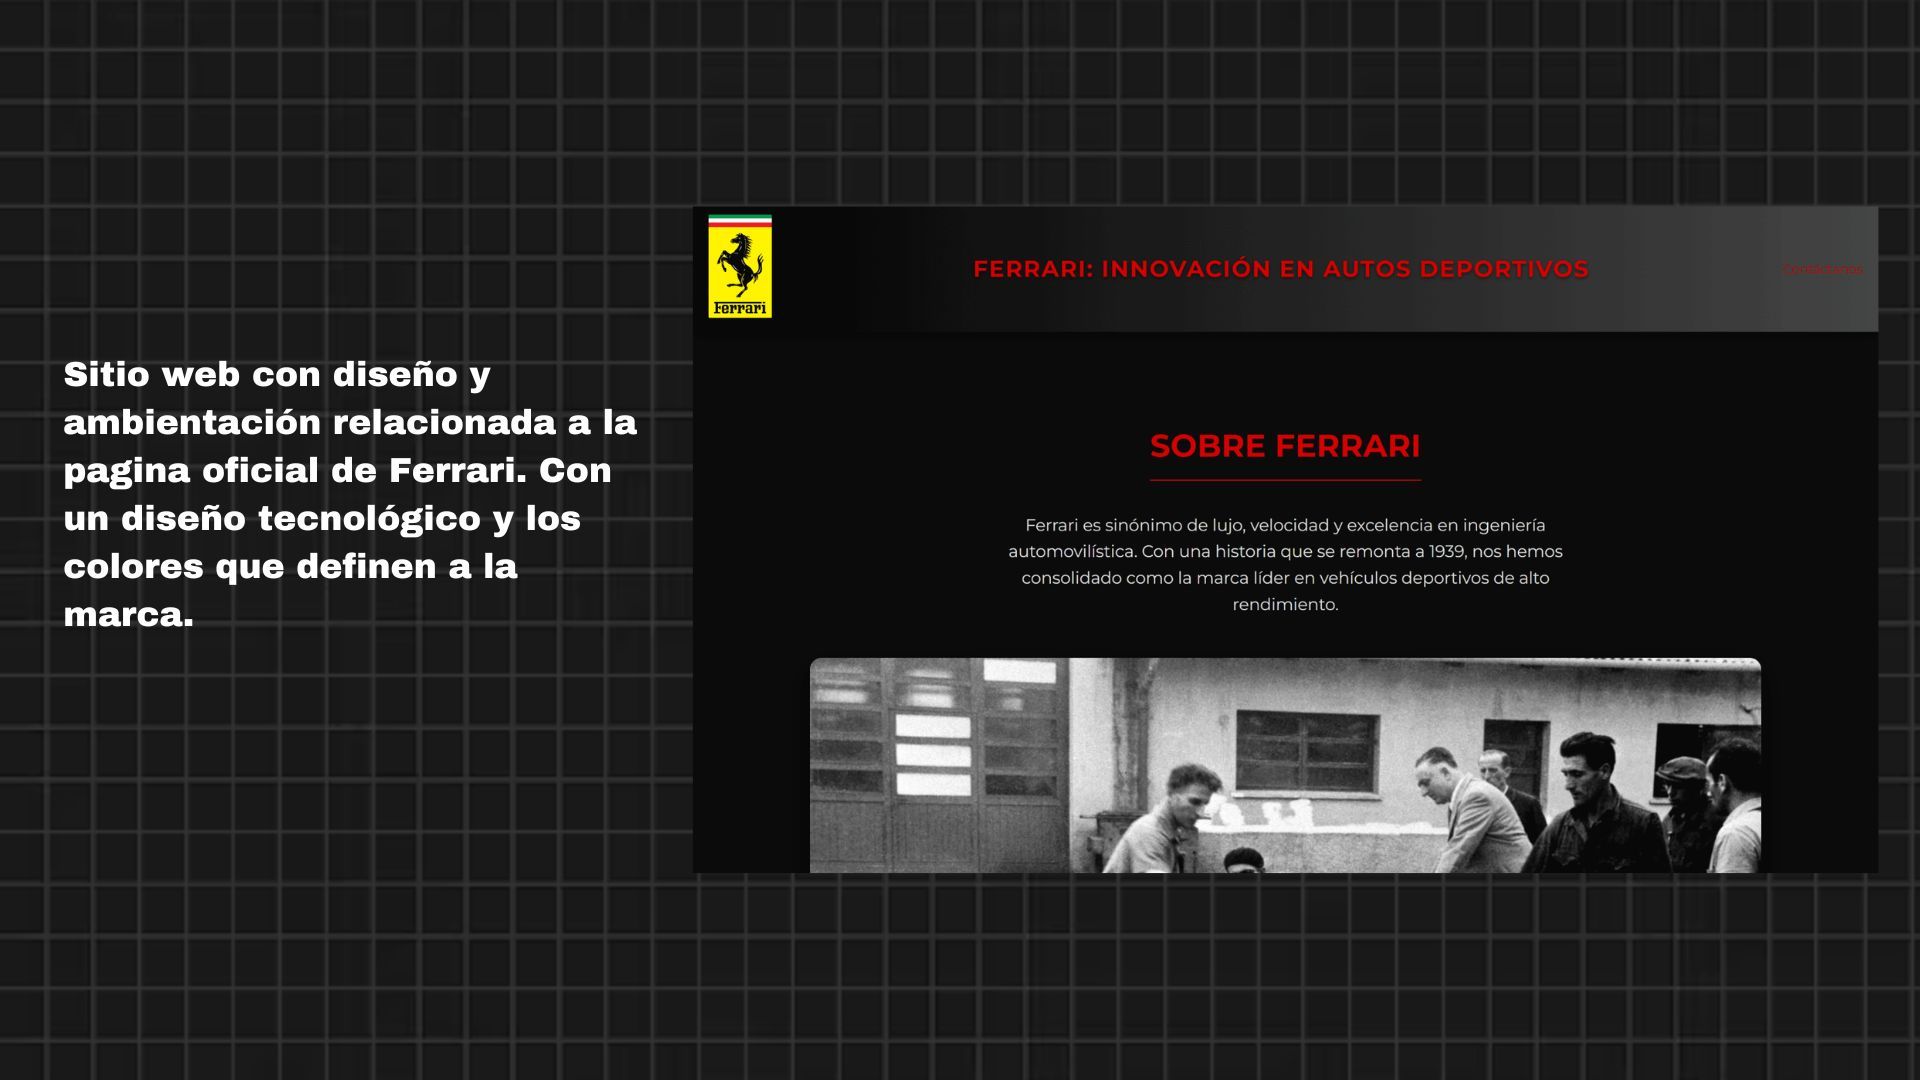 Sitio web con diseño y
ambientación relacionada a la
pagina oficial de Ferrari. Con
un diseño tecnológico y los
colores que definen a la
marca.
Ferrari
FERRARI: INNOVACIÓN EN AUTOS DEPORTIVOS
Contáctanos
SOBRE FERRARI
Ferrari es sinónimo de lujo, velocidad y excelencia en ingeniería
automovilística. Con una historia que se remonta a 1939, nos hemos
consolidado como la marca líder en vehículos deportivos de alto
rendimiento.